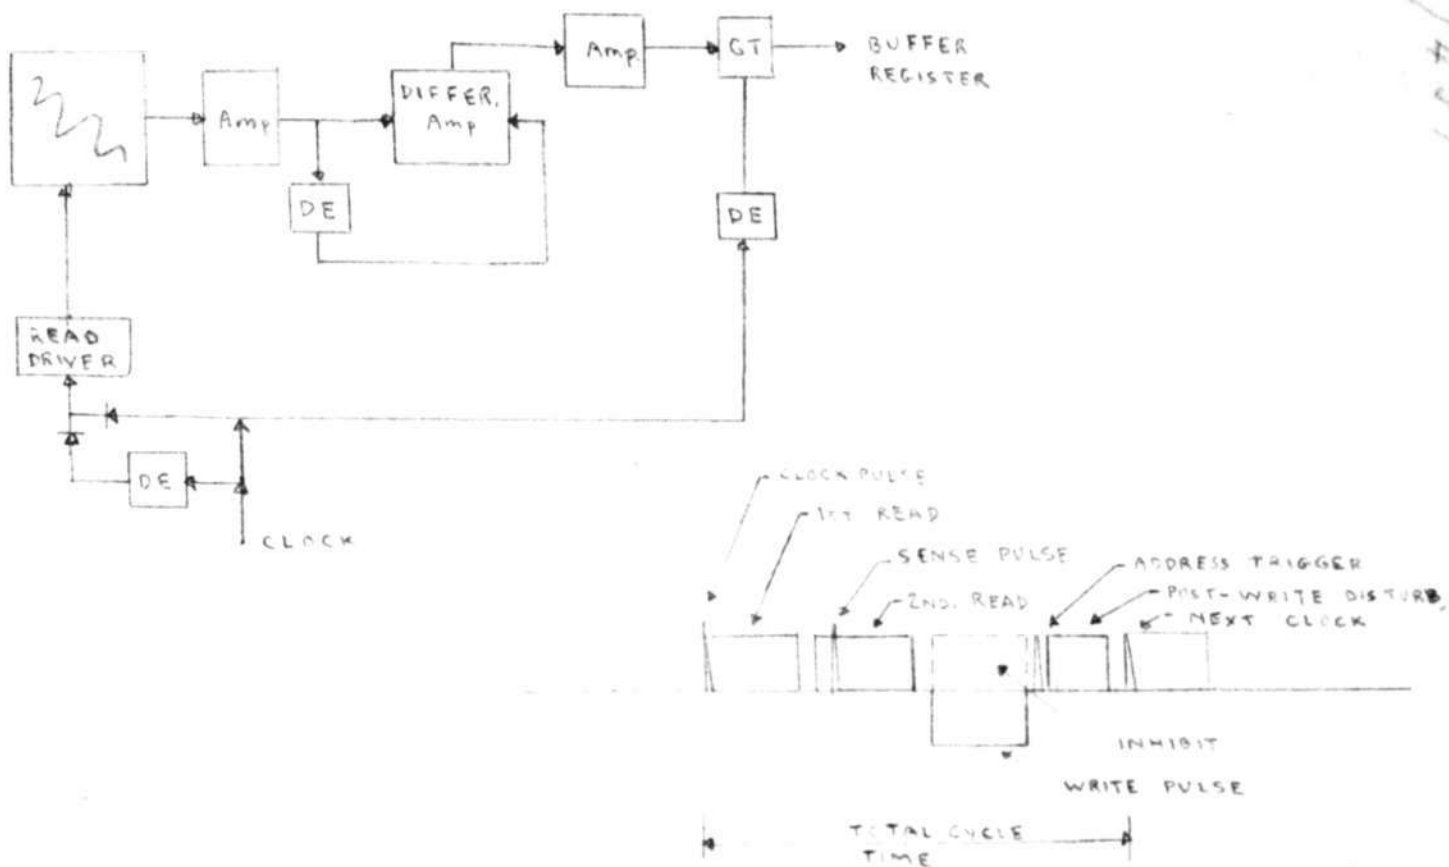 Amp.
GT
BUFFER
REGISTER
Amp
DIFFER.
Amp
DE
DE
READ
DRIVER
DE
CLOCK
CLOCK PULSE
1ST READ
SENSE PULSE
2ND. READ
ADDRESS TRIGGER
POST-WRITE DISTURB,
NEXT CLOCK
INHIBIT
WRITE PULSE
TOTAL CYCLE
TIME